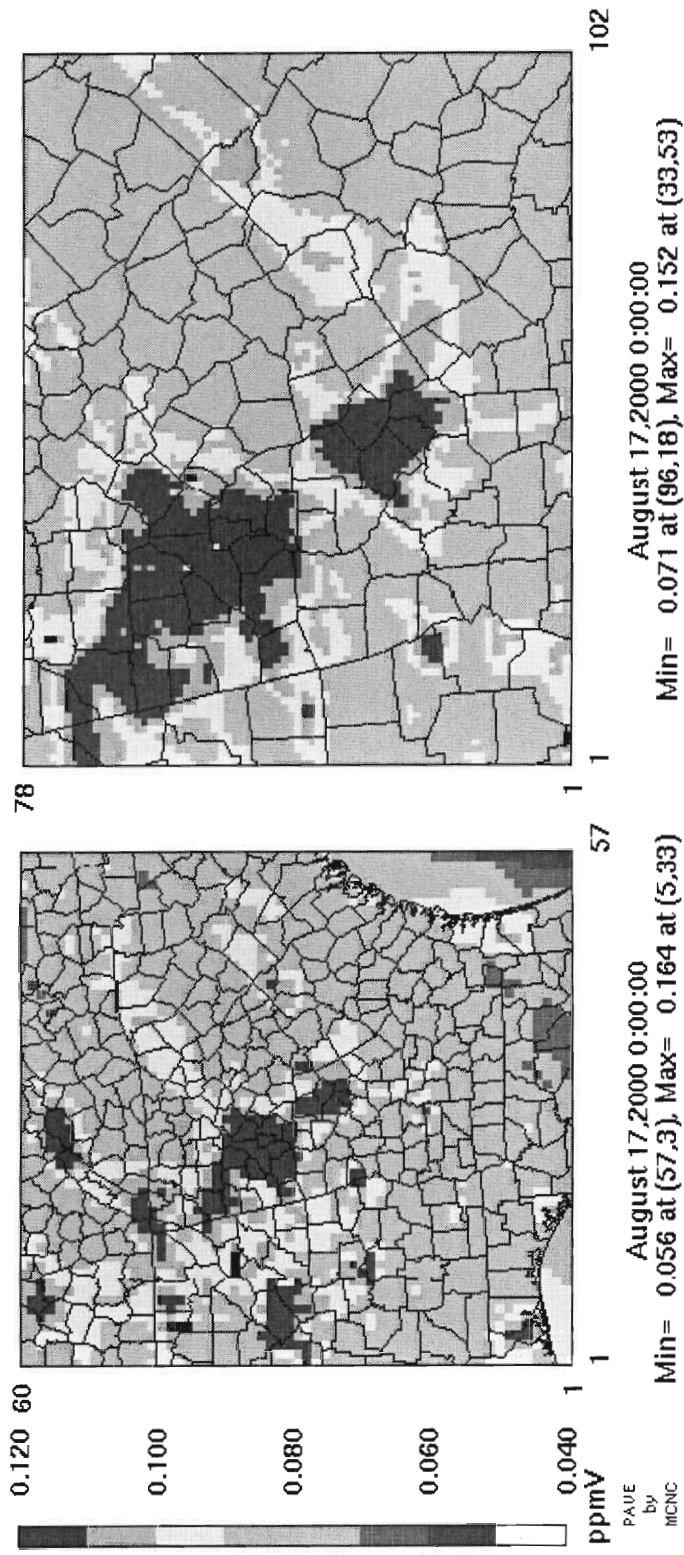 0.120
0.100
0.080
0.060
0.040
ppmV
PAVE
by
MCNC
60
1
1
57
August 17,2000 0:00:00
Min= 0.056 at (57,3), Max= 0.164 at (5,33)
78
1
1
102
August 17,2000 0:00:00
Min= 0.071 at (96,18), Max= 0.152 at (33,53)